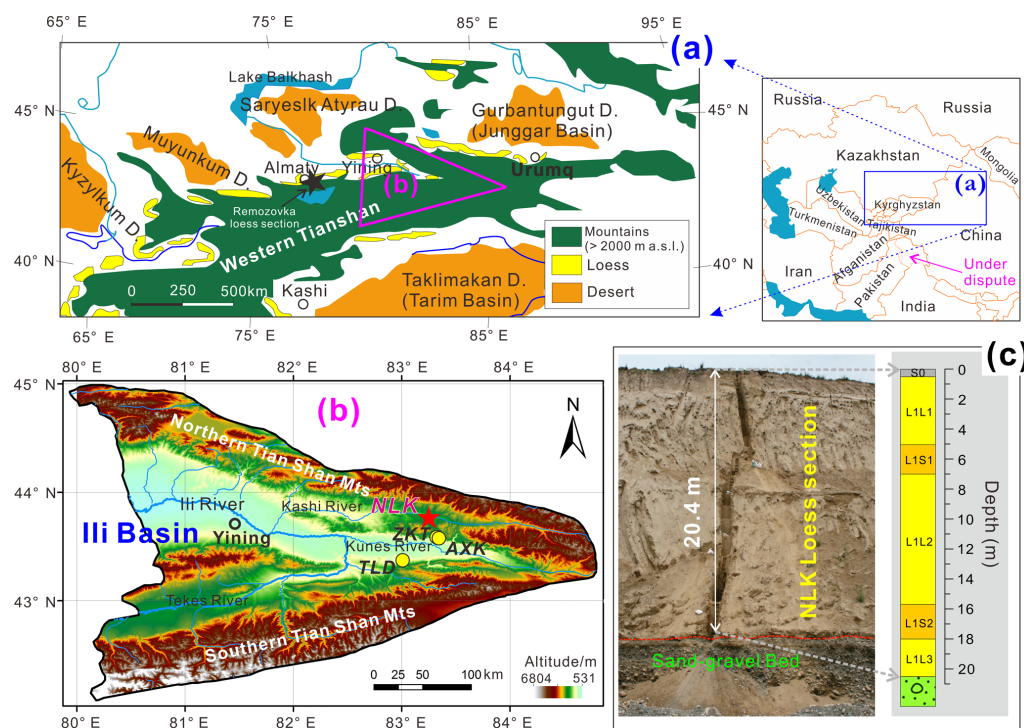 65° E
75° E
85° E
95° E
(a)
45° N
40° N
45° N
40° N
65° E
75° E
85° E
Lake Balkhash
Saryeslk Atyrau D.
Gurbantungut D.
(Junggar Basin)
Muyunkum D.
Kyzylkum D.
Almaty
Yining
Urumq
(b)
Remozovka
loess section
Western Tianshan
Kashi
Taklimakan D.
(Tarim Basin)
0 250 500km
Mountains
(> 2000 m a.s.l.)
Loess
Desert
Russia
Russia
Kazakhstan
Mongolia
(a)
Kyrghyzstan
Uzbekistan
Tajikistan
Turkmenistan
China
Afghanistan
Iran
Pakistan
Under
dispute
India
(b)
45° N
44° N
43° N
80° E
81° E
82° E
83° E
84° E
80° E
81° E
82° E
83° E
84° E
N
Northern Tian Shan Mts
Ili River
Kashi River
NLK
Ili Basin
Yining
ZKT
Kunes River
AXK
TLD
Tekes River
Southern Tian Shan Mts
0 25 50 100km
Altitude/m
6804 531
(c)
20.4 m
NLK Loess section
Sand-gravel Bed
S0
L1L1
L1S1
L1L2
L1S2
L1L3
0
2
4
6
8
10
12
14
16
18
20
Depth (m)